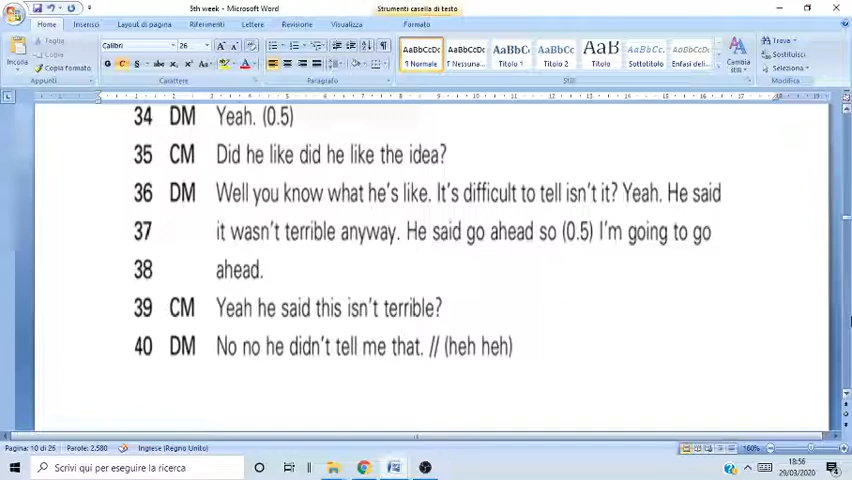 5th week - Microsoft Word
Strumenti casella di testo
Home Inserisci Layout di pagina Riferimenti Lettere Revisione Visualizza Formato
Taglia
Copia
Copia formato
Incolla
Calibri 26
AaBbCcDc AaBbCcDc AaBbC AaBbCc AaB AaBbCc. AaBbCcDc
¶ Normale ¶ Nessuna... Titolo 1 Titolo 2 Titolo Sottotitolo Enfasi deli...
Cambia stili
Trova
Sostituisci
Seleziona
Appunti Carattere Paragrafo Stili Modifica
34 DM Yeah. (0.5)
35 CM Did he like did he like the idea?
36 DM Well you know what he's like. It's difficult to tell isn't it? Yeah. He said
37 it wasn't terrible anyway. He said go ahead so (0.5) I'm going to go
38 ahead.
39 CM Yeah he said this isn't terrible?
40 DM No no he didn't tell me that. // (heh heh)
Pagina: 10 di 26 Parole: 2.580 Inglese (Regno Unito) 160%
Scrivi qui per eseguire la ricerca
18:56
29/03/2020